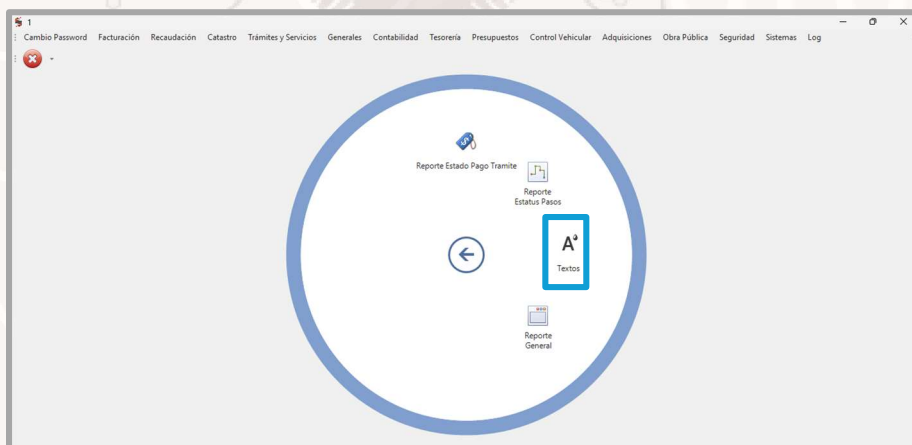 1
Cambio Password Facturación Recaudación Catastro Trámites y Servicios Generales Contabilidad Tesorería Presupuestos Control Vehicular Adquisiciones Obra Pública Seguridad Sistemas Log
Reporte Estado Pago Tramite
Reporte
Estatus Pasos
Textos
Reporte
General